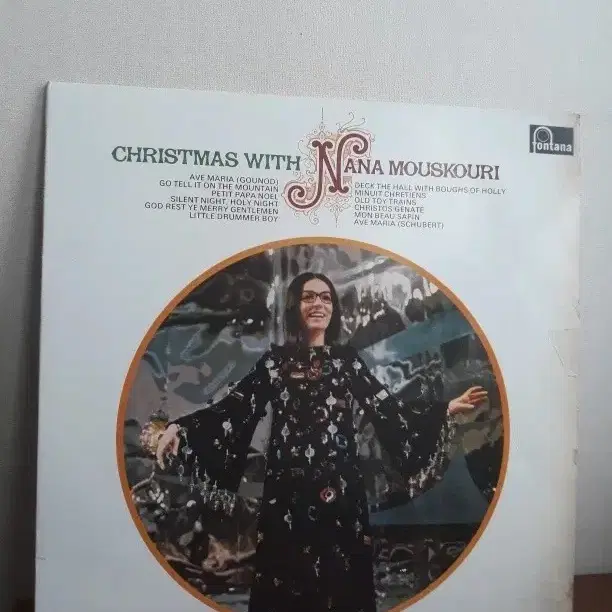 fontana
CHRISTMAS WITH NANA MOUSKOURI
AVE MARIA (GOUNOD)
GO TELL IT ON THE MOUNTAIN
PETIT PAPA NOEL
SILENT NIGHT, HOLY NIGHT
GOD REST YE MERRY GENTLEMEN
LITTLE DRUMMER BOY
DECK THE HALL WITH BOUGHS OF HOLLY
MINUIT CHRETIENS
OLD TOY TRAINS
CHRISTOS GENATE
MON BEAU SAPIN
AVE MARIA (SCHUBERT)